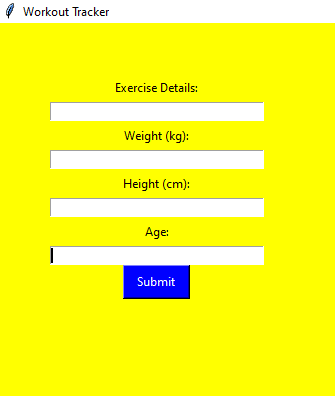 Workout Tracker
Exercise Details:
Weight (kg):
Height (cm):
Age:
Submit